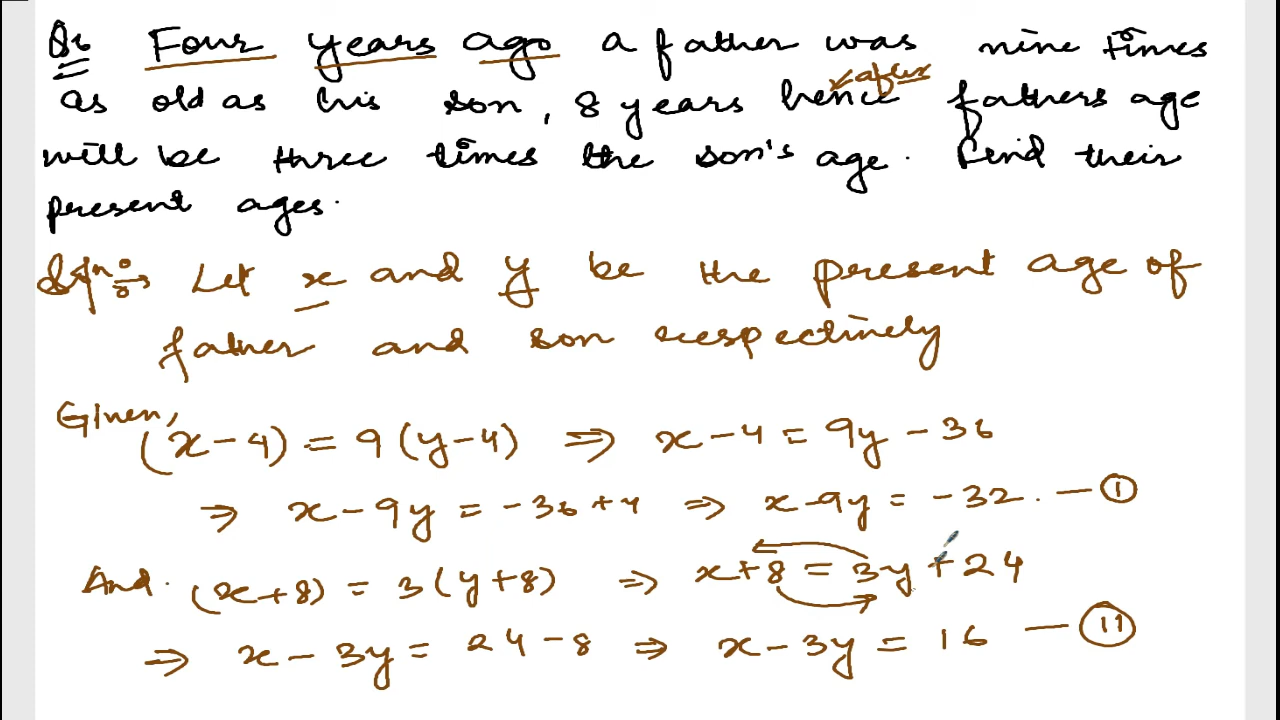 Q: Four years ago a father was nine times
after
as old as his son, 8 years hence fathers age
will be three times the son's age. Find their
present ages.
Sol^n: Let x and y be the present age of
father and son respectively
Given,
(x-4) = 9(y-4) ⇒ x-4 = 9y-36
⇒ x-9y = -36+4 ⇒ x-9y = -32. — ①
And. (x+8) = 3(y+8) ⇒ x+8 = 3y+24
⇒ x-3y = 24-8 ⇒ x-3y = 16 — ⑪